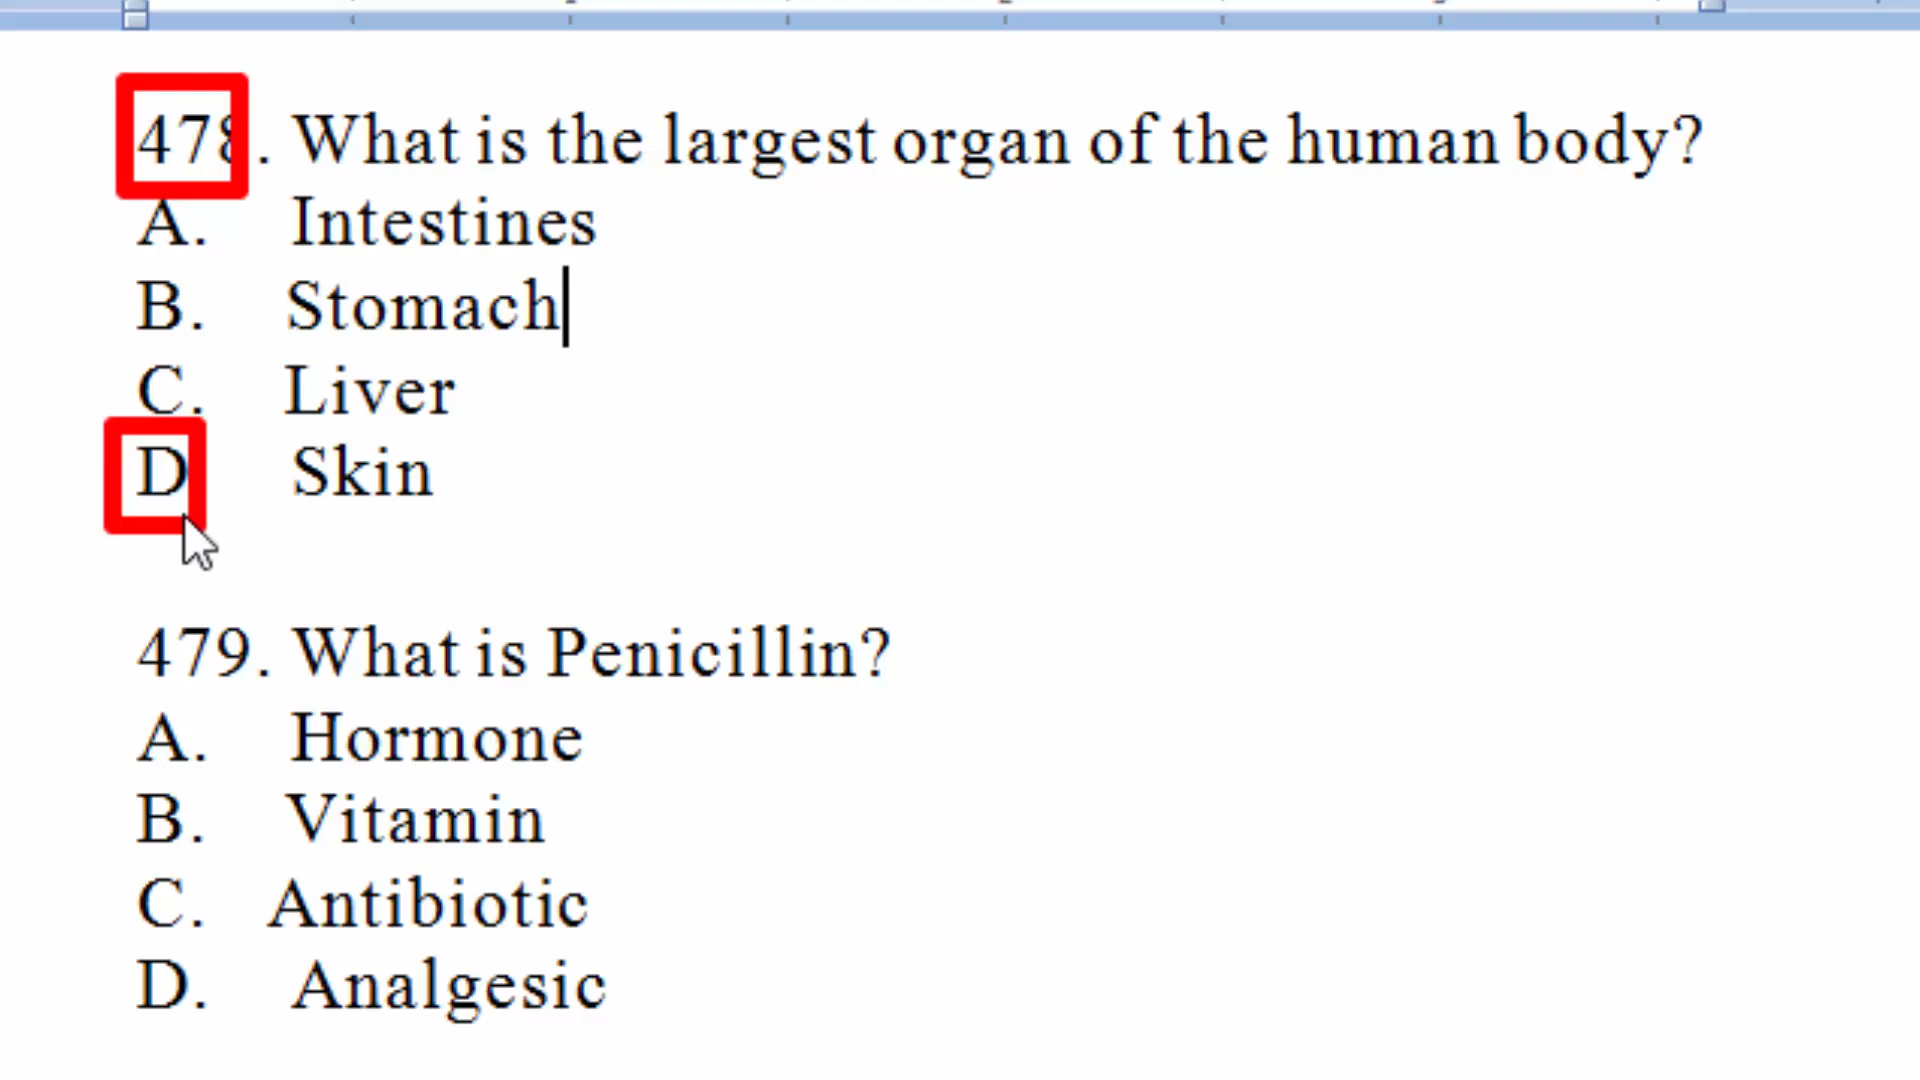 478. What is the largest organ of the human body?
A. Intestines
B. Stomach
C. Liver
D Skin
479. What is Penicillin?
A. Hormone
B. Vitamin
C. Antibiotic
D. Analgesic